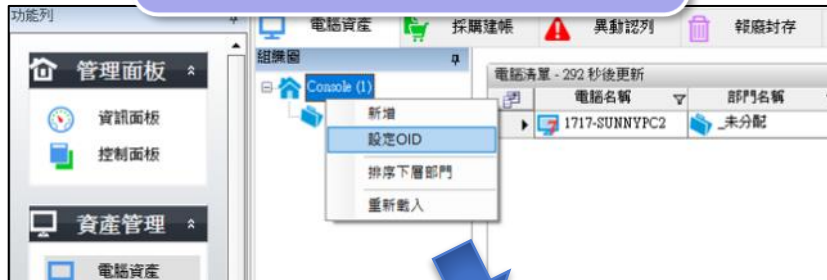 功能列
電腦資產 採購建帳 異動認列 報廢封存
管理面板
資訊面板
控制面板
資產管理
電腦資產
組織圖
Console (1)
新增
設定OID
排序下層部門
重新載入
電腦清單 - 292 秒後更新
電腦名稱 部門名稱
1717-SUNNYPC2 _未分配